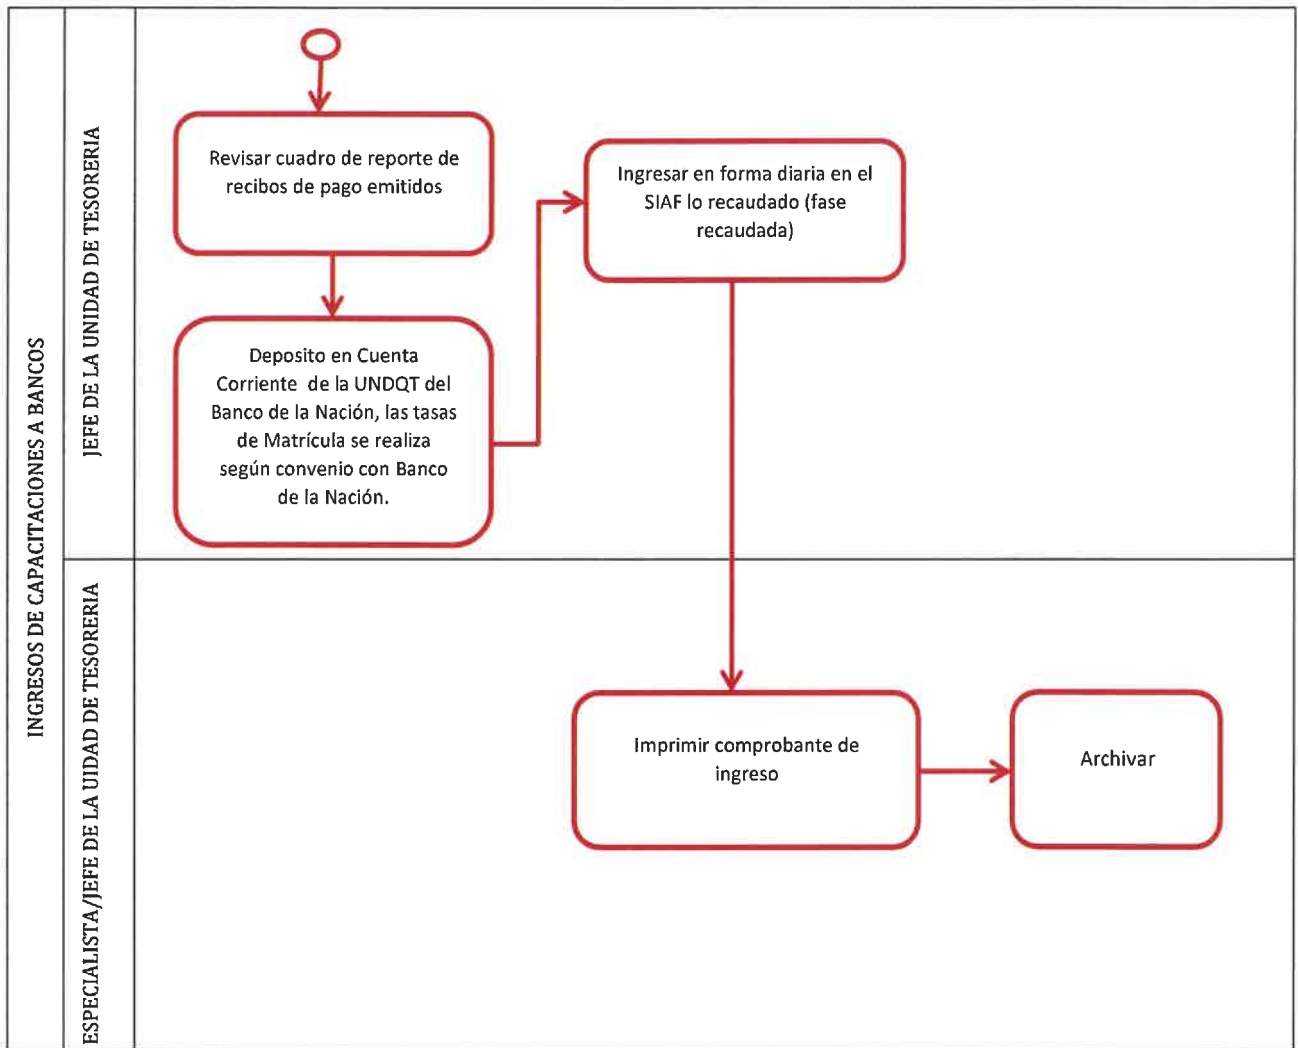 INGRESOS DE CAPACITACIONES A BANCOS
JEFE DE LA UNIDAD DE TESORERIA
Revisar cuadro de reporte de
recibos de pago emitidos
Ingresar en forma diaria en el
SIAF lo recaudado (fase
recaudada)
Deposito en Cuenta
Corriente de la UNDQT del
Banco de la Nación, las tasas
de Matrícula se realiza
según convenio con Banco
de la Nación.
ESPECIALISTA/JEFE DE LA UIDAD DE TESORERIA
Imprimir comprobante de
ingreso
Archivar